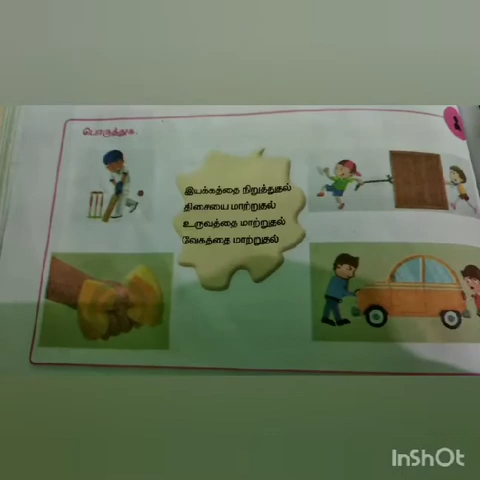 பொருத்துக.
இயக்கத்தை நிறுத்துதல்
திசையை மாற்றுதல்
உருவத்தை மாற்றுதல்
வேகத்தை மாற்றுதல்
InShOt